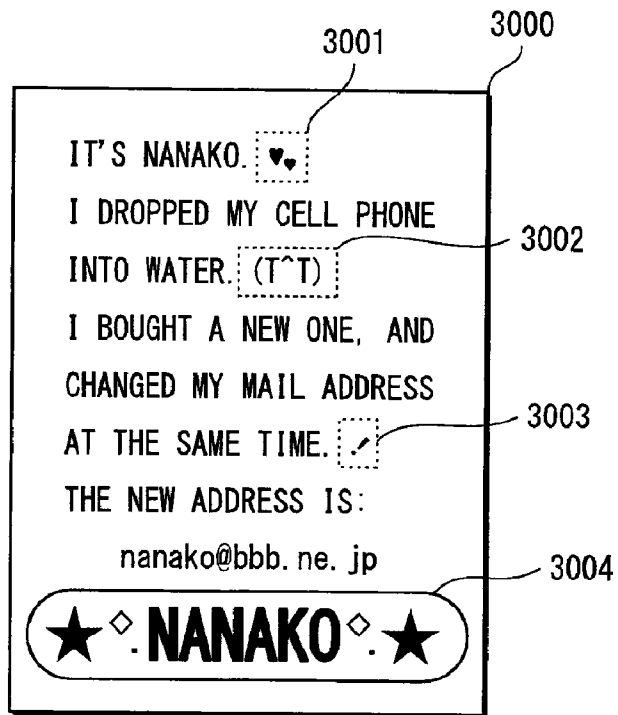 3000
3001
IT'S NANAKO. ♥♥
I DROPPED MY CELL PHONE
3002
INTO WATER. (T^T)
I BOUGHT A NEW ONE, AND
CHANGED MY MAIL ADDRESS
3003
AT THE SAME TIME. !
THE NEW ADDRESS IS:
nanako@bbb.ne.jp
3004
★◇.NANAKO◇.★